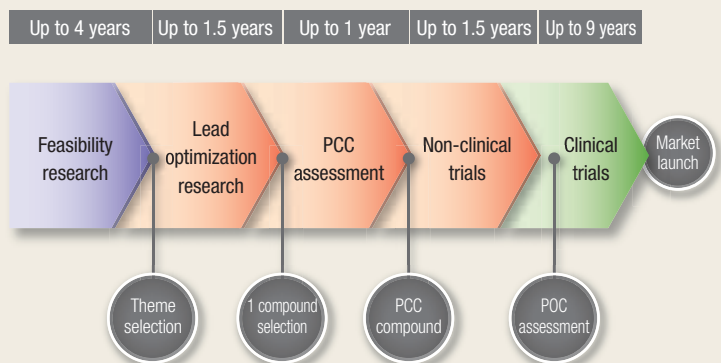 Up to 4 years
Up to 1.5 years
Up to 1 year
Up to 1.5 years
Up to 9 years
Feasibility
research
Lead
optimization
research
PCC
assessment
Non-clinical
trials
Clinical
trials
Market
launch
Theme
selection
1 compound
selection
PCC
compound
POC
assessment